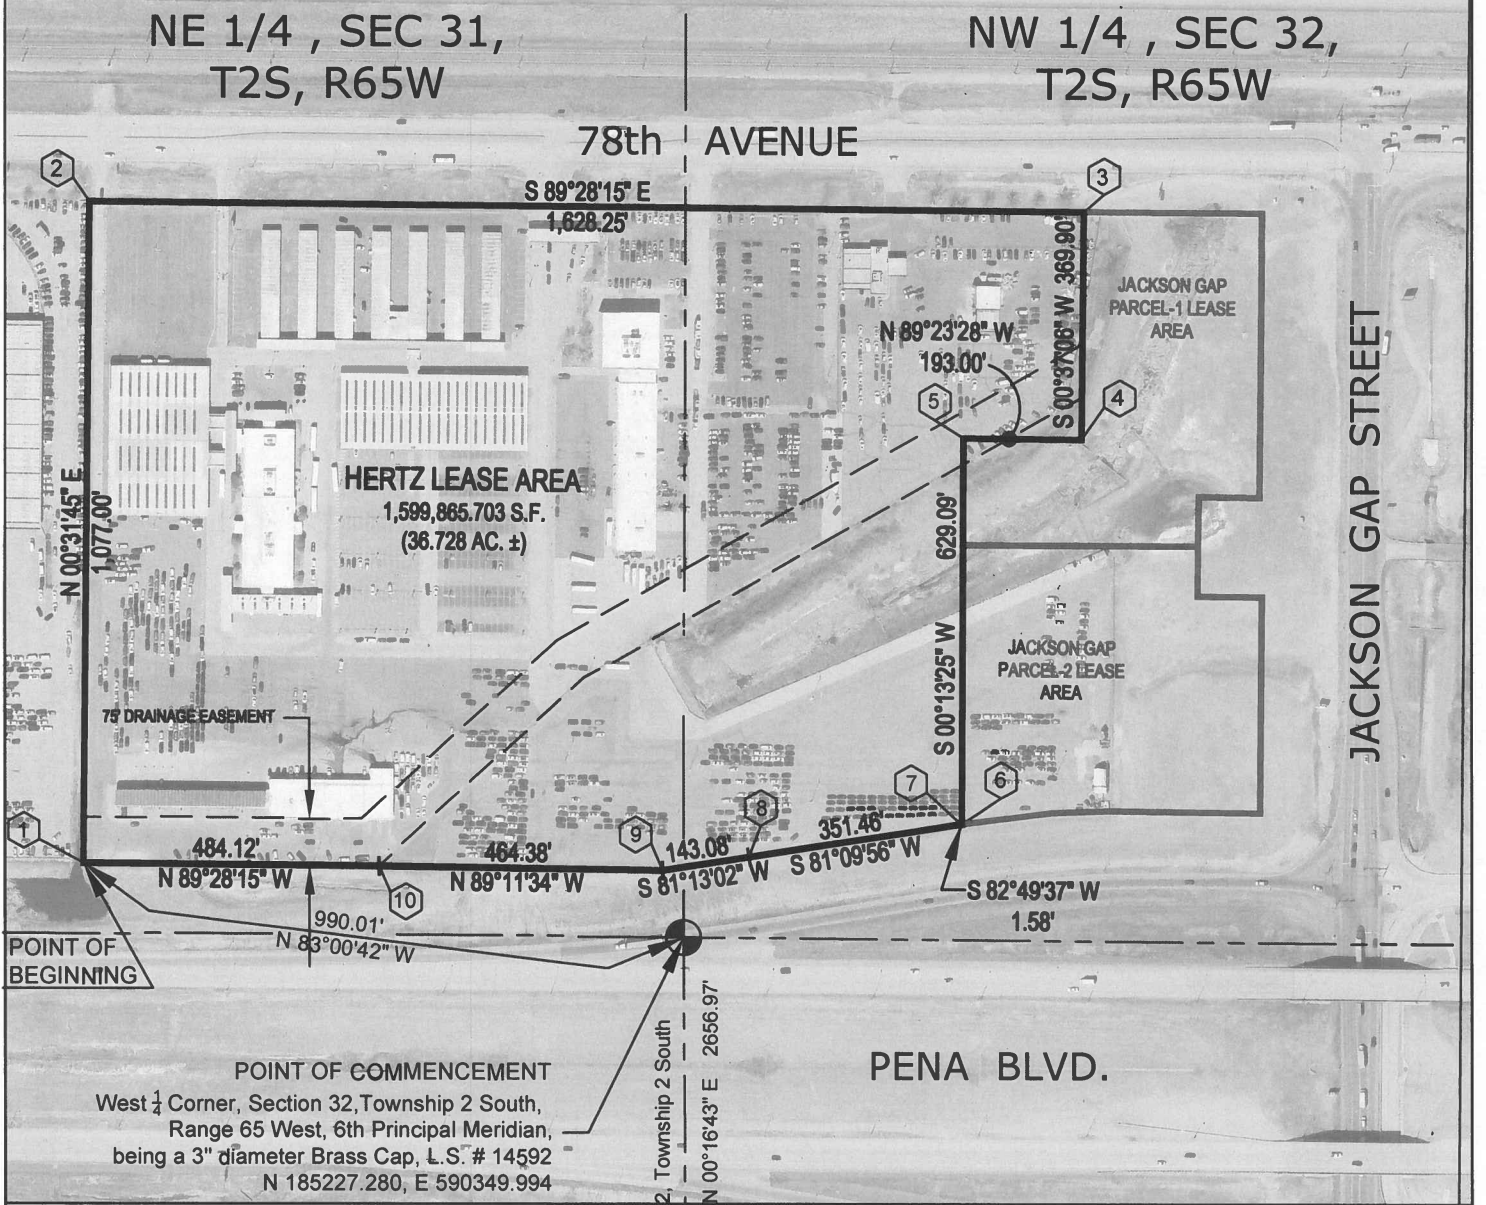 NE 1/4 , SEC 31,
T2S, R65W
NW 1/4 , SEC 32,
T2S, R65W
78th AVENUE
2
3
S 89°28'15" E
1,628.25'
JACKSON GAP
PARCEL-1 LEASE
AREA
S 00°37'06" W 369.90'
N 89°23'28" W
193.00'
5
4
JACKSON GAP STREET
HERTZ LEASE AREA
1,599,865.703 S.F.
(36.728 AC. ±)
N 00°31'45" E
1,077.00'
S 00°13'25" W 629.09'
JACKSON GAP
PARCEL-2 LEASE
AREA
75' DRAINAGE EASEMENT
1
7
6
8
9
10
484.12'
N 89°28'15" W
464.38'
N 89°11'34" W
143.08'
S 81°13'02" W
351.46'
S 81°09'56" W
S 82°49'37" W
1.58'
990.01'
N 83°00'42" W
POINT OF
BEGINNING
POINT OF COMMENCEMENT
West 1/4 Corner, Section 32,Township 2 South,
Range 65 West, 6th Principal Meridian,
being a 3" diameter Brass Cap, L.S. # 14592
N 185227.280, E 590349.994
2, Township 2 South
N 00°16'43" E 2656.97'
PENA BLVD.